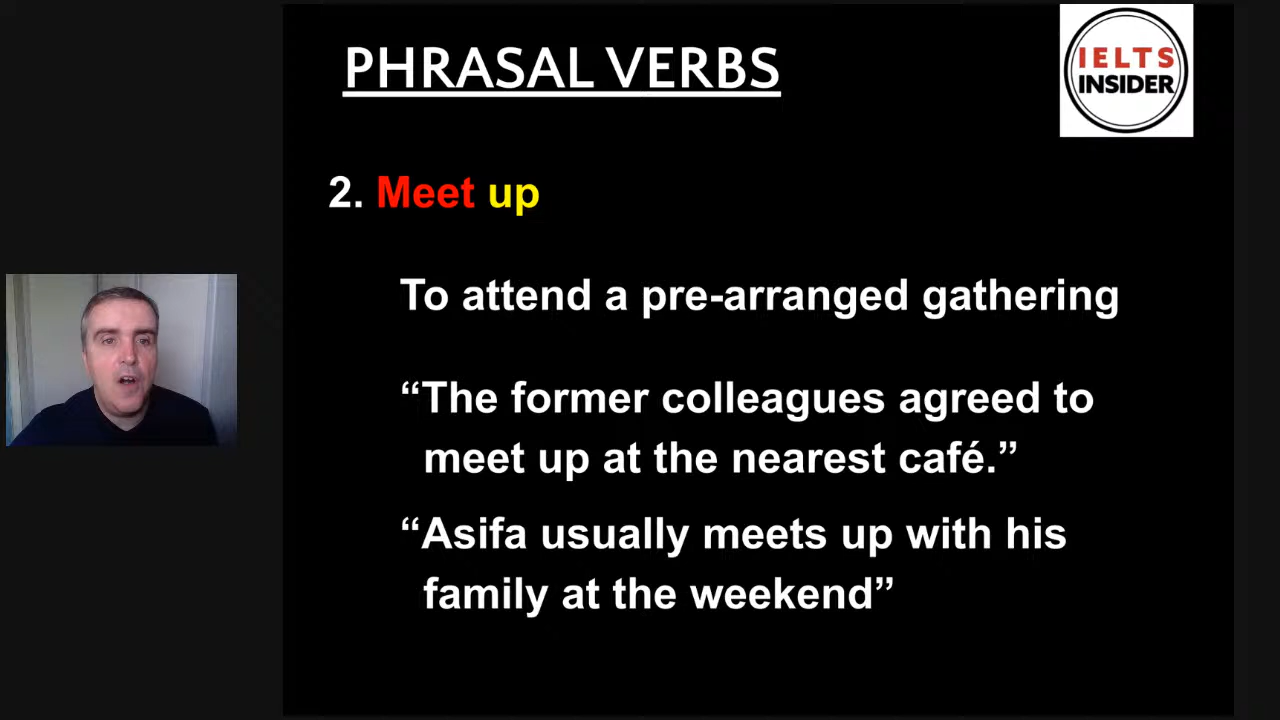 PHRASAL VERBS
IELTS
INSIDER
2. Meet up
To attend a pre-arranged gathering
“The former colleagues agreed to
meet up at the nearest café.”
“Asifa usually meets up with his
family at the weekend”